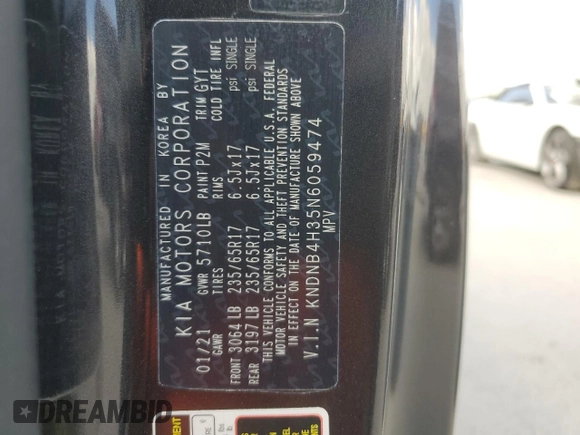 MANUFACTURED IN KOREA BY
KIA MOTORS CORPORATION
01/21 GVWR 5710LB PAINT P2M TRIM GYT
GAWR TIRES RIMS COLD TIRE INFL
FRONT 3064LB 235/65R17 6.5Jx17 psi SINGLE
REAR 3197LB 235/65R17 6.5Jx17 psi SINGLE
THIS VEHICLE CONFORMS TO ALL APPLICABLE U.S.A. FEDERAL
MOTOR VEHICLE SAFETY AND THEFT PREVENTION STANDARDS
IN EFFECT ON THE DATE OF MANUFACTURE SHOWN ABOVE
V.I.N KNDNB4H35N6059474
MPV
DREAMBID